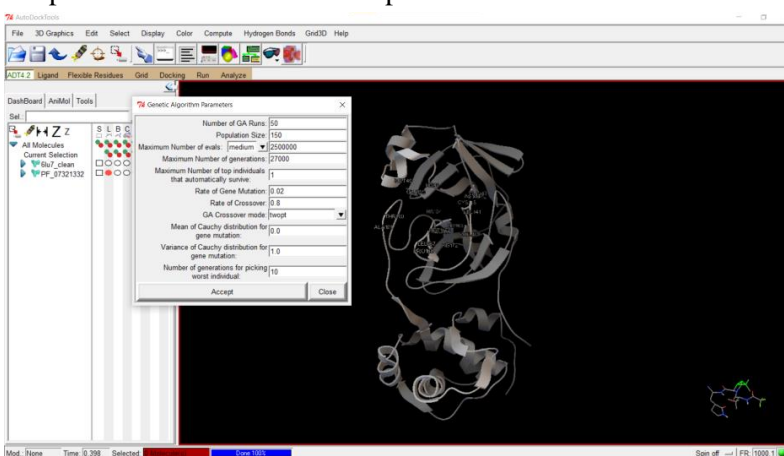 AutoDockTools
File 3D Graphics Edit Select Display Color Compute Hydrogen Bonds Grid3D Help
ADT4.2 Ligand Flexible Residues Grid Docking Run Analyze
DashBoard AniMol Tools
Sel.:
S L B C
All Molecules
Current Selection
6lu7_clean
PF_07321332
Genetic Algorithm Parameters
Number of GA Runs: 50
Population Size: 150
Maximum Number of evals: medium 2500000
Maximum Number of generations: 27000
Maximum Number of top individuals
that automatically survive: 1
Rate of Gene Mutation: 0.02
Rate of Crossover: 0.8
GA Crossover mode: twopt
Mean of Cauchy distribution for
gene mutation: 0.0
Variance of Cauchy distribution for
gene mutation: 1.0
Number of generations for picking
worst individual: 10
Accept Close
Mod.: None Time: 0.398 Selected: Done 100% Spin off FR: 1000.1